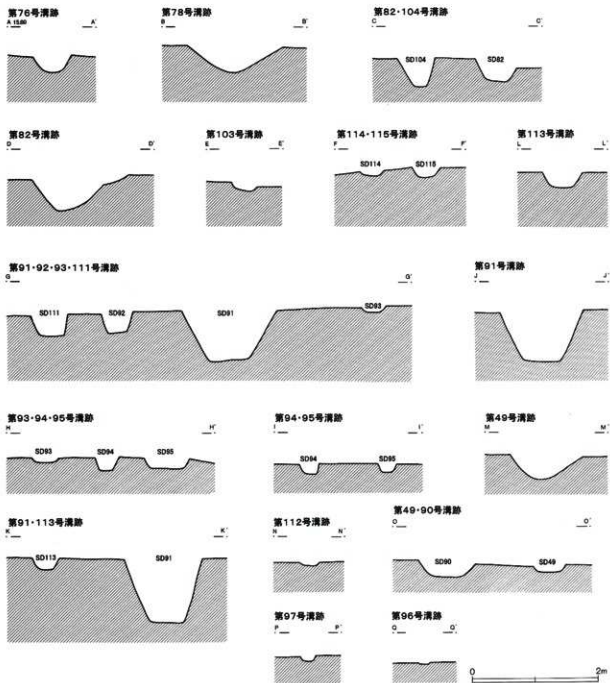 第76号溝跡
A 15.60 A´
第78号溝跡
B B´
第82・104号溝跡
C C´
SD104 SD82
第82号溝跡
D D´
第103号溝跡
E E´
第114・115号溝跡
F F´
SD114 SD115
第113号溝跡
L L´
第91・92・93・111号溝跡
G G´
SD111 SD92 SD91 SD93
第91号溝跡
J J´
第93・94・95号溝跡
H H´
SD93 SD94 SD95
第94・95号溝跡
I I´
SD94 SD95
第49号溝跡
M M´
第91・113号溝跡
K K´
SD113 SD91
第112号溝跡
N N´
第49・90号溝跡
O O´
SD90 SD49
第97号溝跡
P P´
第96号溝跡
Q Q´
0 2m